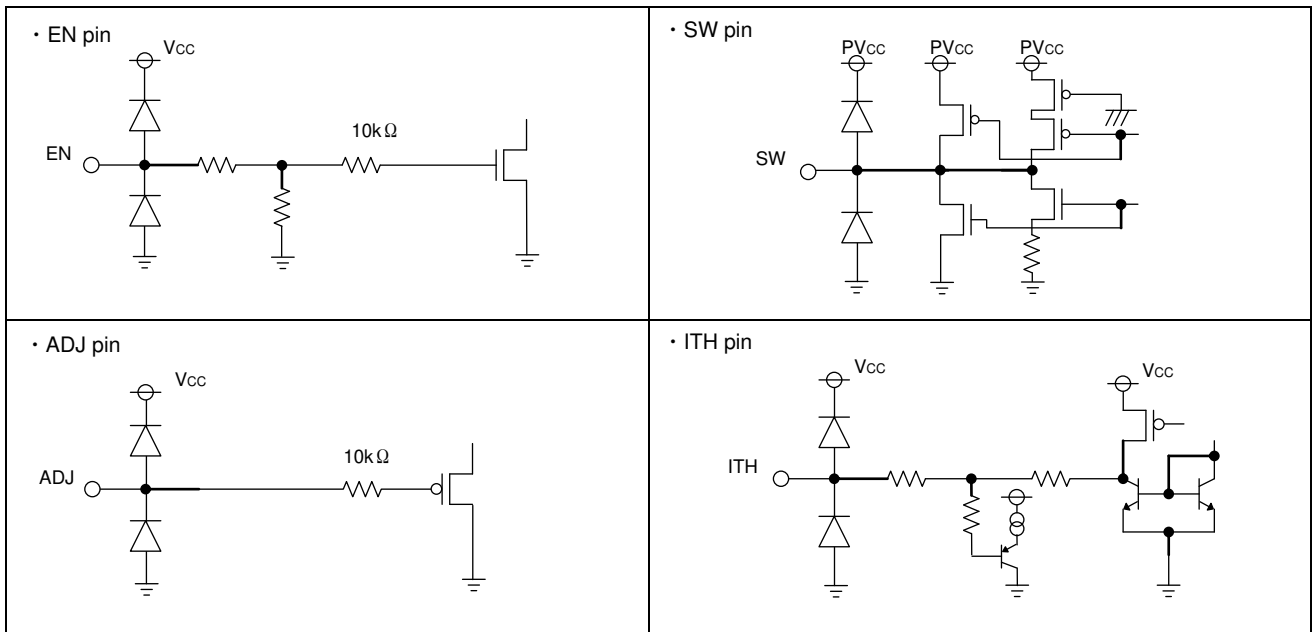 ・EN pin
VCC
10kΩ
EN
・SW pin
PVCC PVCC PVCC
SW
・ADJ pin
VCC
10kΩ
ADJ
・ITH pin
VCC VCC
ITH